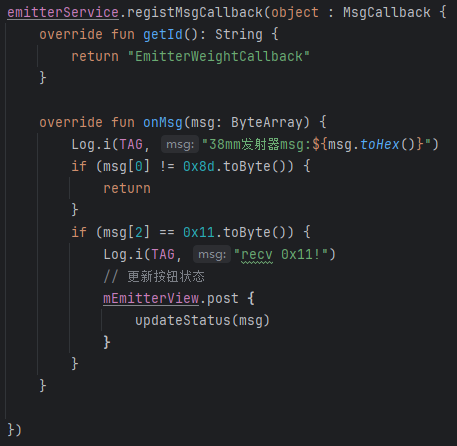 emitterService.registMsgCallback(object : MsgCallback {
    override fun getId(): String {
        return "EmitterWeightCallback"
    }

    override fun onMsg(msg: ByteArray) {
        Log.i(TAG, msg: "38mm发射器msg:${msg.toHex()}")
        if (msg[0] != 0x8d.toByte()) {
            return
        }
        if (msg[2] == 0x11.toByte()) {
            Log.i(TAG, msg: "recv 0x11!")
            // 更新按钮状态
            mEmitterView.post {
                updateStatus(msg)
            }
        }
    }

})